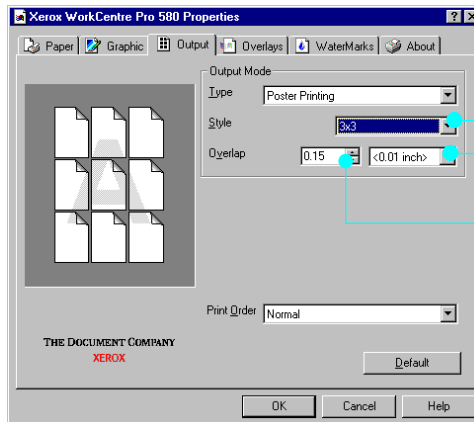 Xerox WorkCentre Pro 580 Properties
Paper Graphic Output Overlays WaterMarks About
Output Mode
Type Poster Printing
Style 3x3
Overlap 0.15 <0.01 inch>
A
Print Order Normal
THE DOCUMENT COMPANY
XEROX
Default
OK Cancel Help